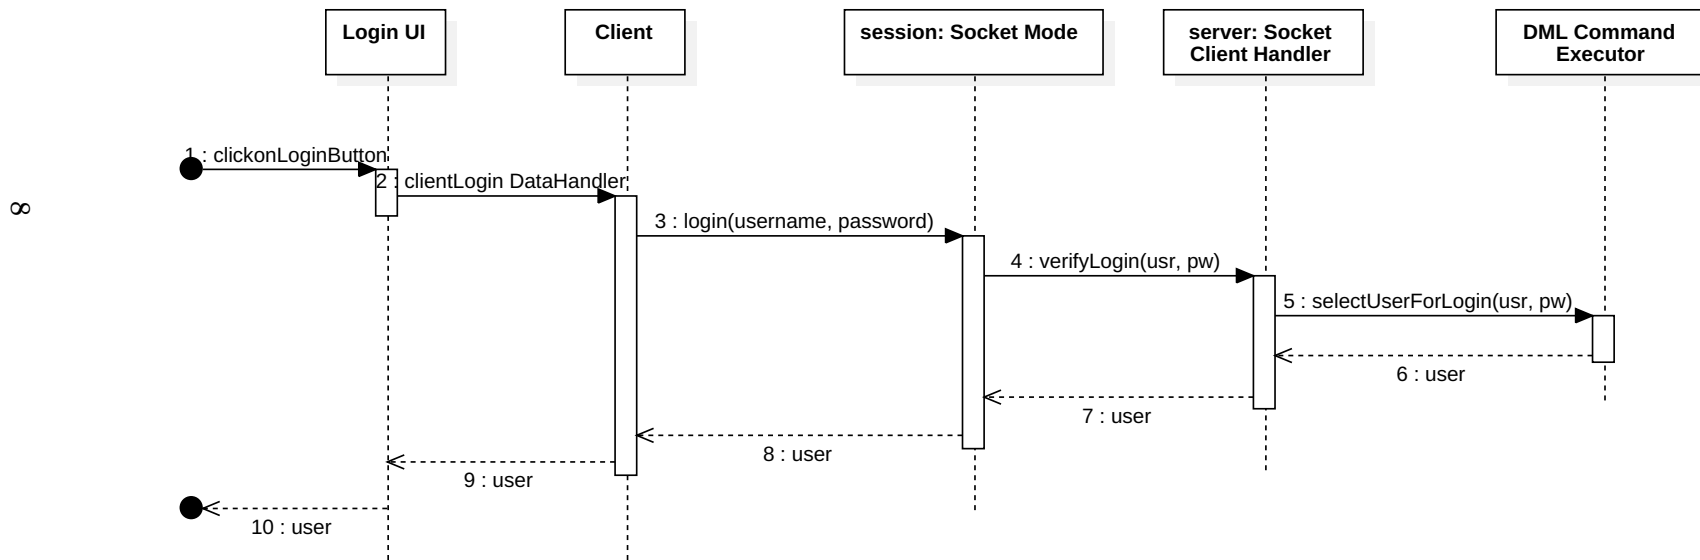 Login UI
Client
session: Socket Mode
server: Socket
Client Handler
DML Command
Executor
1 : clickonLoginButton
2 : clientLogin DataHandler
8
3 : login(username, password)
4 : verifyLogin(usr, pw)
5 : selectUserForLogin(usr, pw)
6 : user
7 : user
8 : user
9 : user
10 : user